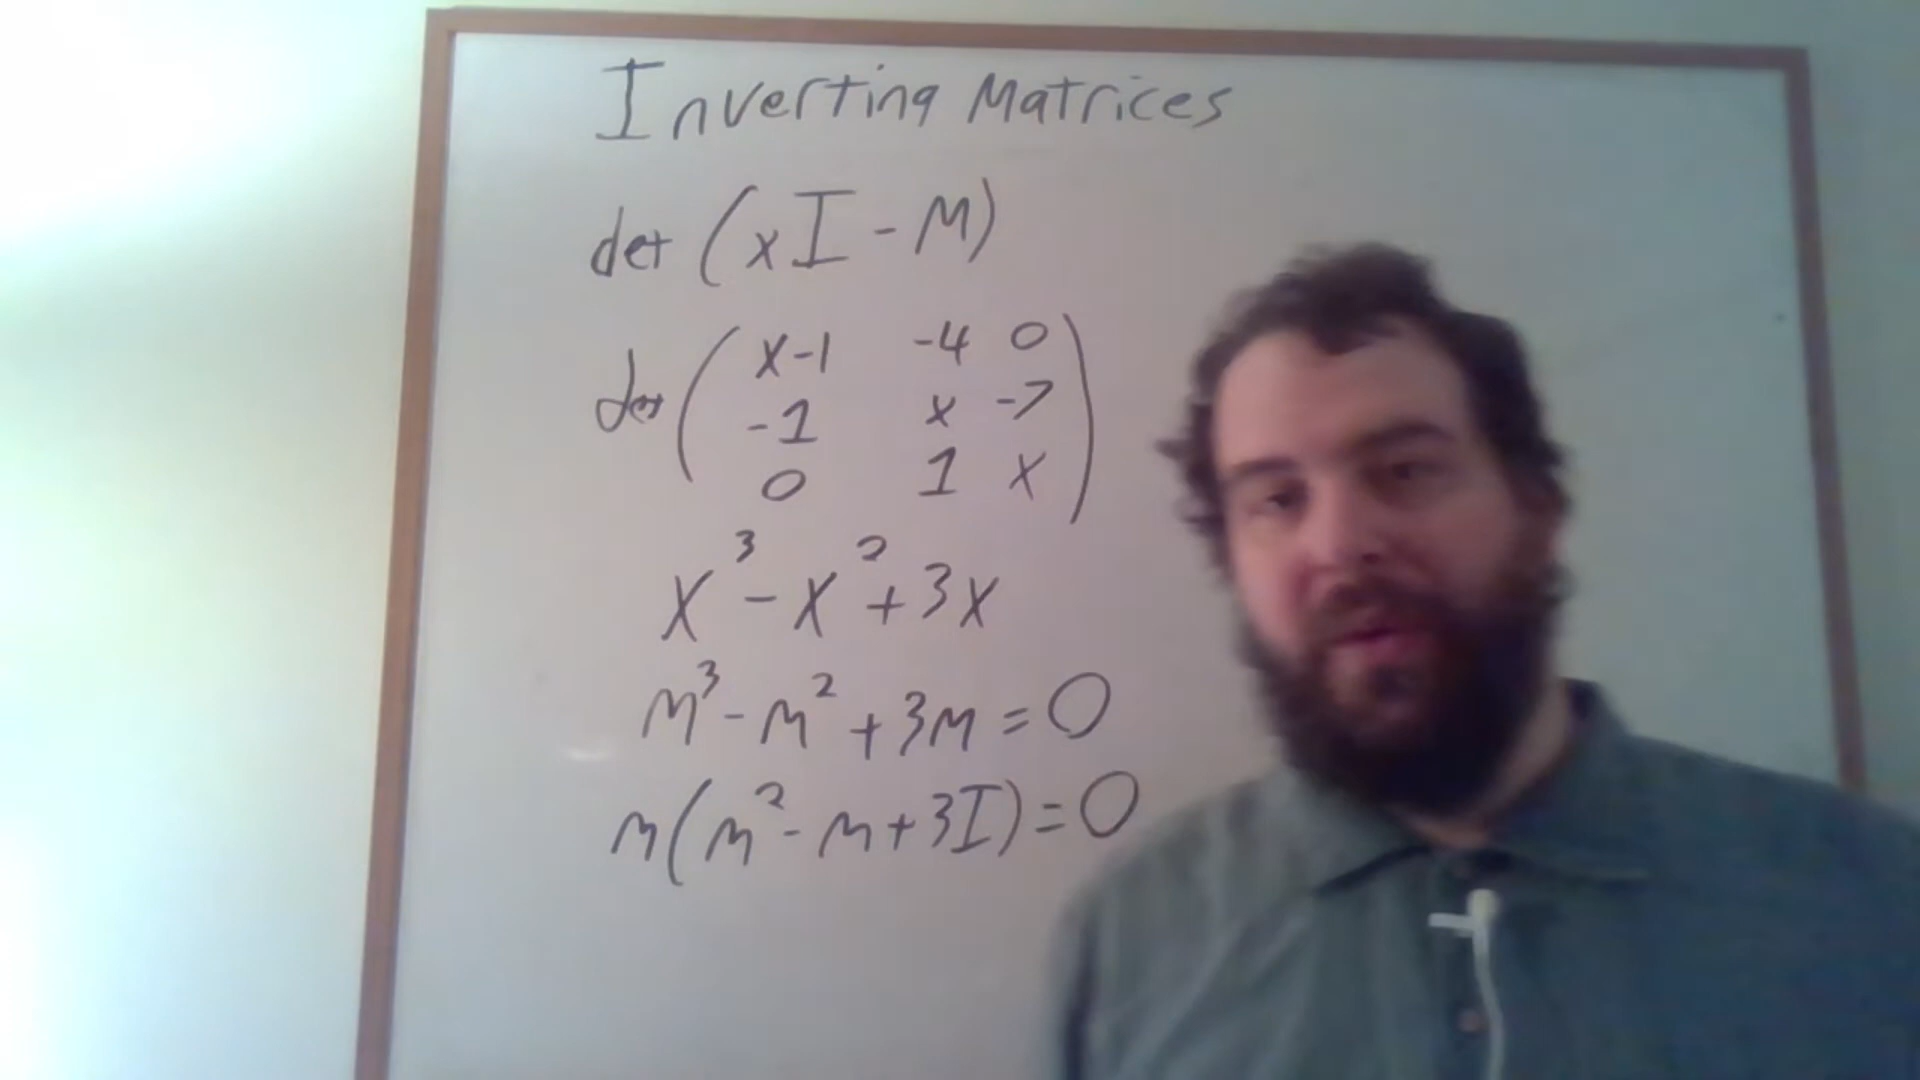 Inverting Matrices
det (xI - M)
det ( x-1 -4 0
-1 x -7
0 1 x )
x³ - x² + 3x
M³ - M² + 3M = 0
M(M² - M + 3I) = 0